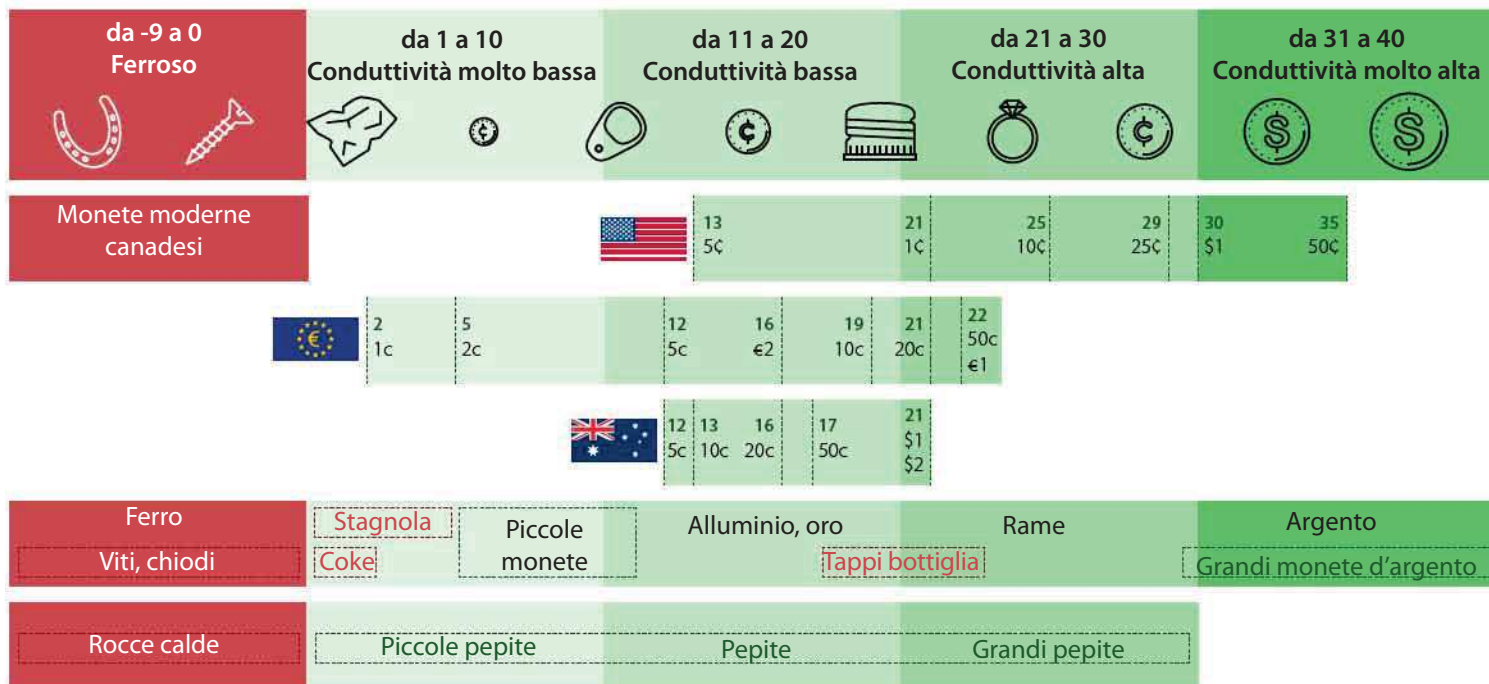 da -9 a 0
Ferroso
da 1 a 10
Conduttività molto bassa
da 11 a 20
Conduttività bassa
da 21 a 30
Conduttività alta
da 31 a 40
Conduttività molto alta
¢
¢
¢
S
S
Monete moderne
canadesi
13
5¢
21
1¢
25
10¢
29
25¢
30
$1
35
50¢
€
2
1c
5
2c
12
5c
16
€2
19
10c
21
20c
22
50c
€1
12
5c
13
10c
16
20c
17
50c
21
$1
$2
Ferro
Viti, chiodi
Stagnola
Coke
Piccole
monete
Alluminio, oro
Tappi bottiglia
Rame
Argento
Grandi monete d’argento
Rocce calde
Piccole pepite
Pepite
Grandi pepite